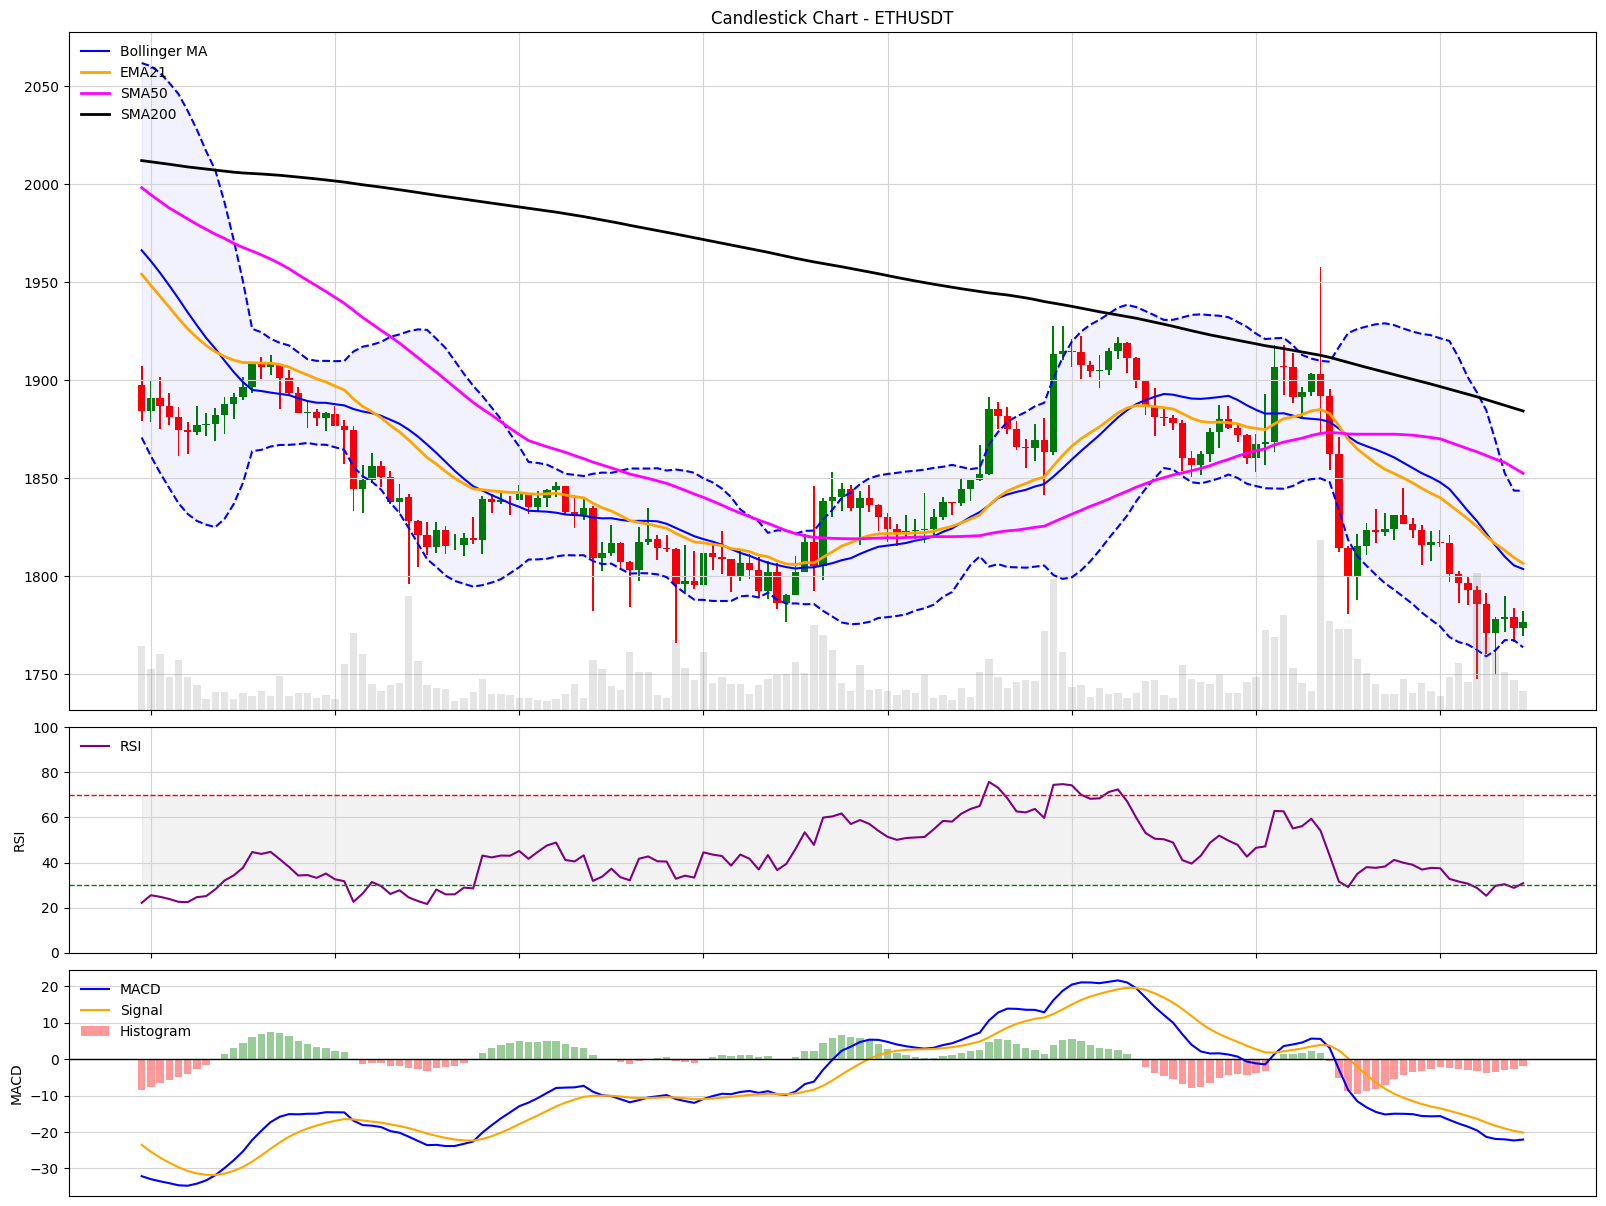 Candlestick Chart - ETHUSDT
Bollinger MA
EMA21
SMA50
SMA200
2050
2000
1950
1900
1850
1800
1750
RSI
100
80
60
40
20
0
RSI
MACD
Signal
Histogram
20
10
0
−10
−20
−30
MACD